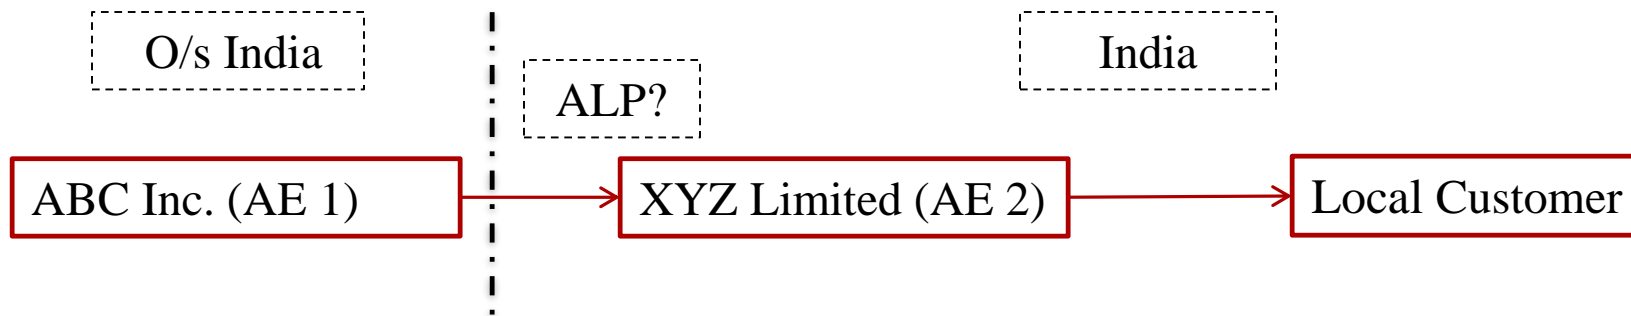 O/s India
India
ALP?
ABC Inc. (AE 1)
XYZ Limited (AE 2)
Local Customer